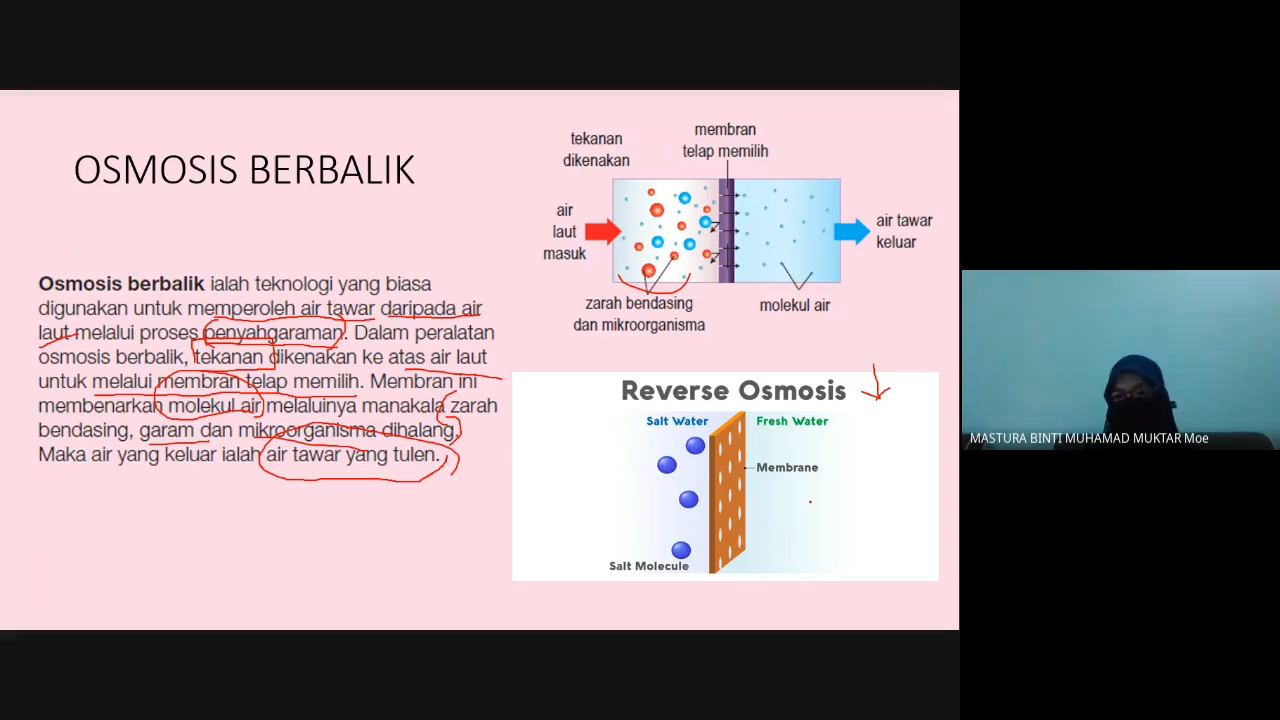 OSMOSIS BERBALIK
Osmosis berbalik ialah teknologi yang biasa
digunakan untuk memperoleh air tawar daripada air
laut melalui proses penyahgaraman. Dalam peralatan
osmosis berbalik, tekanan dikenakan ke atas air laut
untuk melalui membran telap memilih. Membran ini
membenarkan molekul air melaluinya manakala zarah
bendasing, garam dan mikroorganisma dihalang.
Maka air yang keluar ialah air tawar yang tulen.
tekanan
dikenakan
membran
telap memilih
air
laut
masuk
air tawar
keluar
zarah bendasing
dan mikroorganisma
molekul air
Reverse Osmosis
Salt Water
Fresh Water
Membrane
Salt Molecule
MASTURA BINTI MUHAMAD MUKTAR Moe